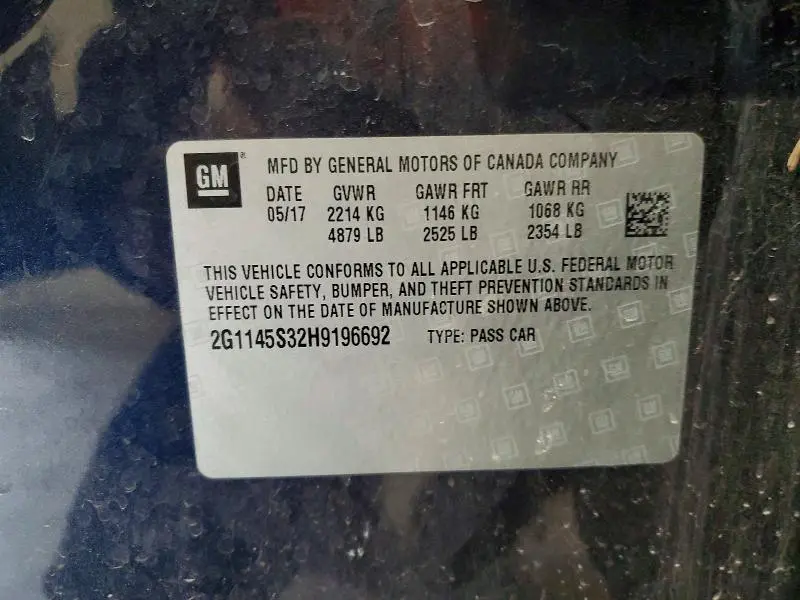 GM® MFD BY GENERAL MOTORS OF CANADA COMPANY
DATE GVWR GAWR FRT GAWR RR
05/17 2214 KG 1146 KG 1068 KG
4879 LB 2525 LB 2354 LB
THIS VEHICLE CONFORMS TO ALL APPLICABLE U.S. FEDERAL MOTOR
VEHICLE SAFETY, BUMPER, AND THEFT PREVENTION STANDARDS IN
EFFECT ON THE DATE OF MANUFACTURE SHOWN ABOVE.
2G1145S32H9196692 TYPE: PASS CAR